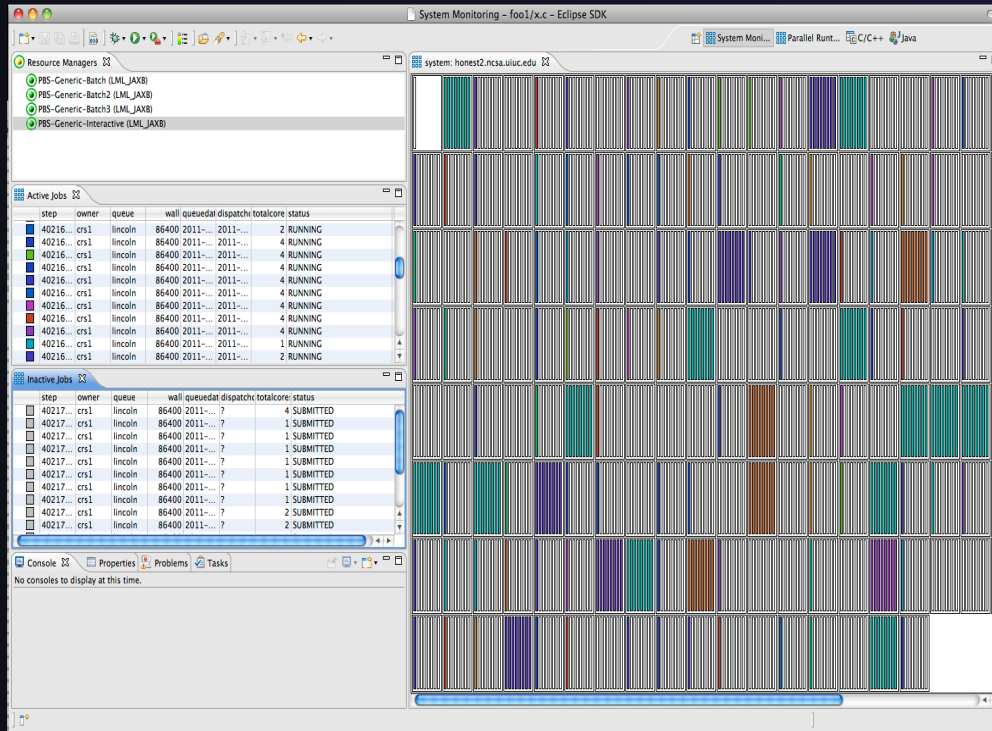 System Monitoring - foo1/x.c - Eclipse SDK
System Moni... Parallel Runt... C/C++ Java
Resource Managers
PBS-Generic-Batch (LML_JAXB)
PBS-Generic-Batch2 (LML_JAXB)
PBS-Generic-Batch3 (LML_JAXB)
PBS-Generic-Interactive (LML_JAXB)
Active Jobs
step owner queue wall queuedat dispatch totalcore status
40216... crs1 lincoln 86400 2011-... 2011-... 2 RUNNING
40216... crs1 lincoln 86400 2011-... 2011-... 4 RUNNING
40216... crs1 lincoln 86400 2011-... 2011-... 4 RUNNING
40216... crs1 lincoln 86400 2011-... 2011-... 4 RUNNING
40216... crs1 lincoln 86400 2011-... 2011-... 4 RUNNING
40216... crs1 lincoln 86400 2011-... 2011-... 4 RUNNING
40216... crs1 lincoln 86400 2011-... 2011-... 4 RUNNING
40216... crs1 lincoln 86400 2011-... 2011-... 4 RUNNING
40216... crs1 lincoln 86400 2011-... 2011-... 4 RUNNING
40216... crs1 lincoln 86400 2011-... 2011-... 1 RUNNING
40216... crs1 lincoln 86400 2011-... 2011-... 2 RUNNING
Inactive Jobs
step owner queue wall queuedat dispatchc totalcore: status
40217... crs1 lincoln 86400 2011-... ? 4 SUBMITTED
40217... crs1 lincoln 86400 2011-... ? 1 SUBMITTED
40217... crs1 lincoln 86400 2011-... ? 1 SUBMITTED
40217... crs1 lincoln 86400 2011-... ? 1 SUBMITTED
40217... crs1 lincoln 86400 2011-... ? 1 SUBMITTED
40217... crs1 lincoln 86400 2011-... ? 1 SUBMITTED
40217... crs1 lincoln 86400 2011-... ? 1 SUBMITTED
40217... crs1 lincoln 86400 2011-... ? 1 SUBMITTED
40217... crs1 lincoln 86400 2011-... ? 2 SUBMITTED
40217... crs1 lincoln 86400 2011-... ? 2 SUBMITTED
Console Properties Problems Tasks
No consoles to display at this time.
system: honest2.ncsa.uiuc.edu